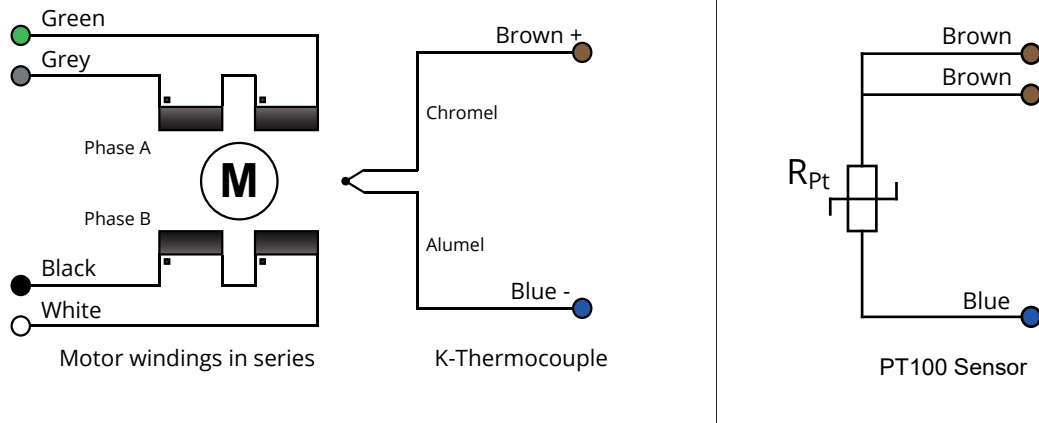 Green
Grey
Phase A
M
Phase B
Black
White
Motor windings in series
Brown +
Chromel
Alumel
Blue -
K-Thermocouple
Brown
Brown
RPt
Blue
PT100 Sensor